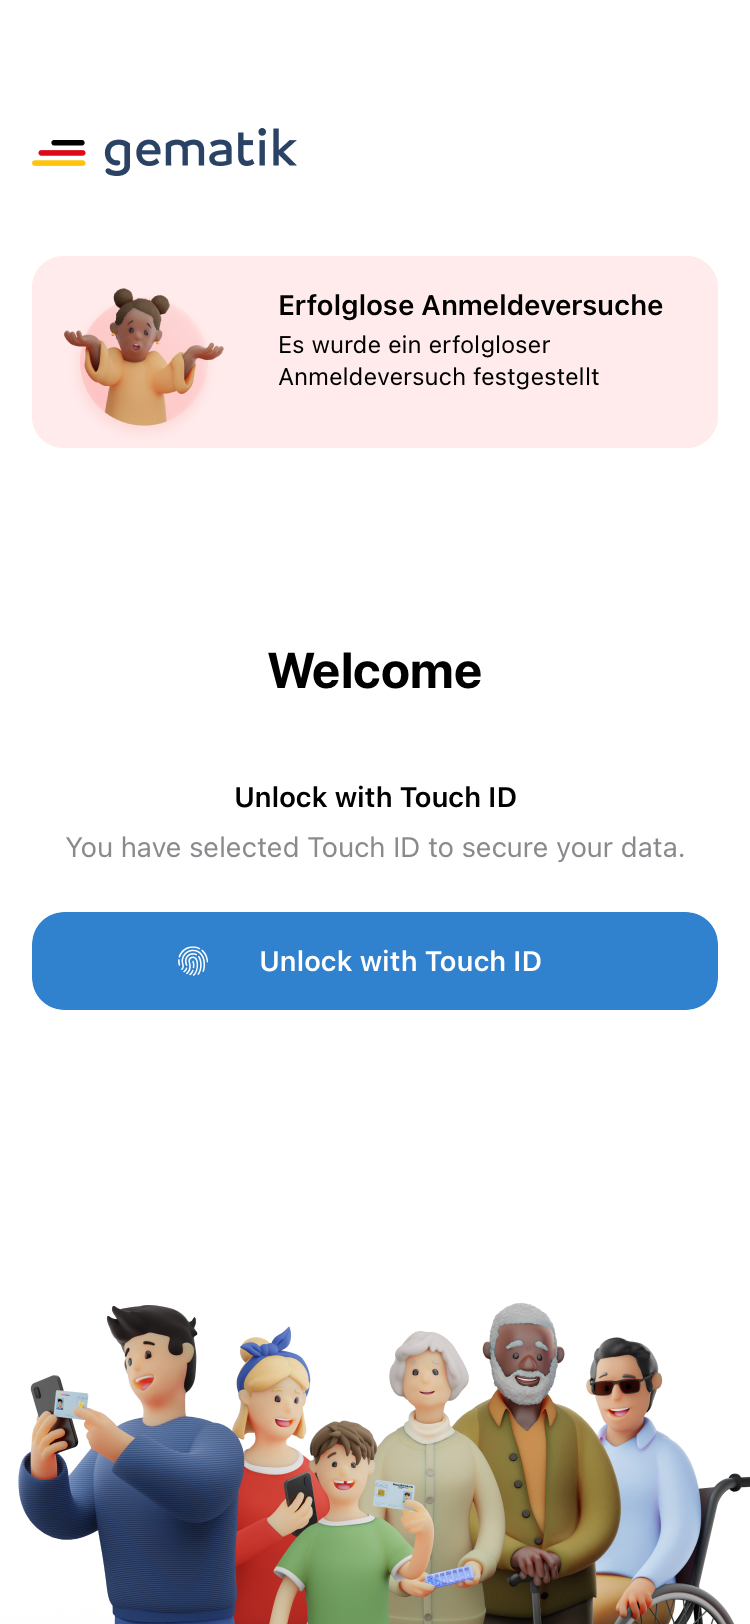 gematik
Erfolglose Anmeldeversuche
Es wurde ein erfolgloser
Anmeldeversuch festgestellt
Welcome
Unlock with Touch ID
You have selected Touch ID to secure your data.
Unlock with Touch ID